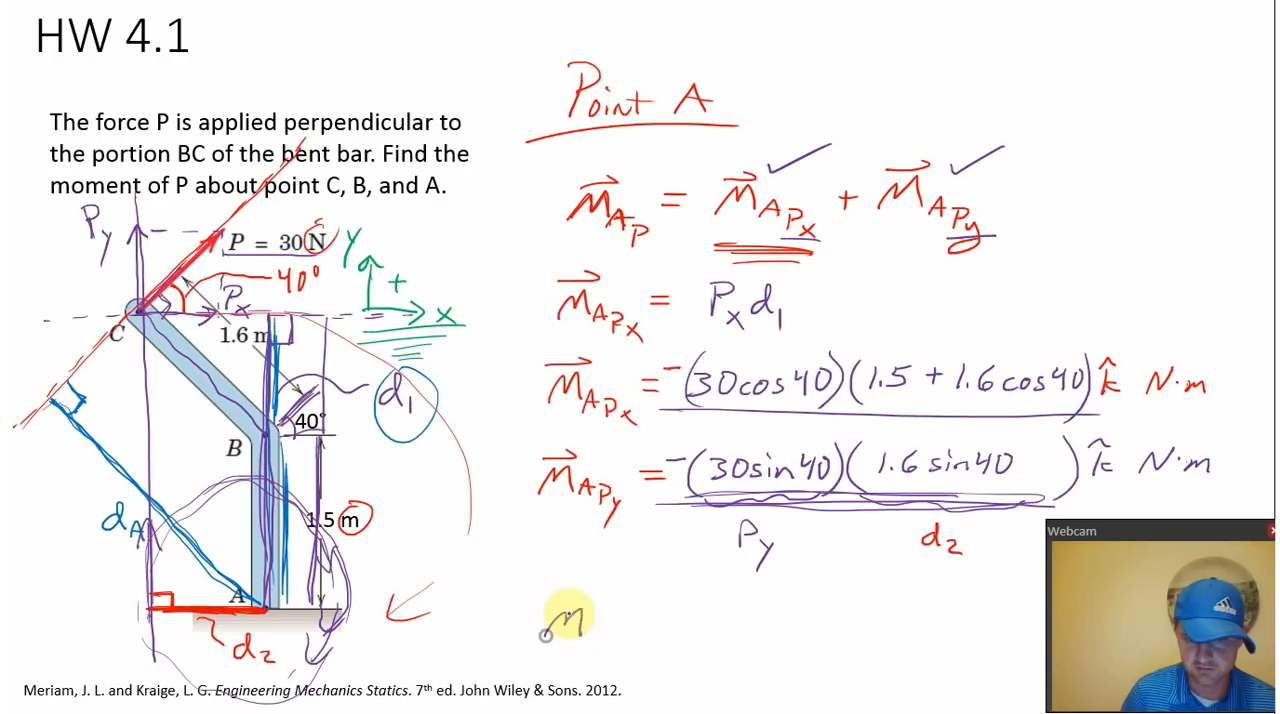 HW 4.1
The force P is applied perpendicular to
the portion BC of the bent bar. Find the
moment of P about point C, B, and A.
Py
P = 30 N
40°
Px
Y
+
X
C
1.6 m
d1
40°
B
1.5 m
dA
A
d2
Point A
M⃗APx + M⃗APy = M⃗AP
M⃗APx = Px d1
M⃗APx = -(30cos40)(1.5 + 1.6cos40) k̂ N·m
M⃗APy = -(30sin40)(1.6 sin40) k̂ N·m
Py d2
M
Webcam
Meriam, J. L. and Kraige, L. G. Engineering Mechanics Statics. 7th ed. John Wiley & Sons. 2012.